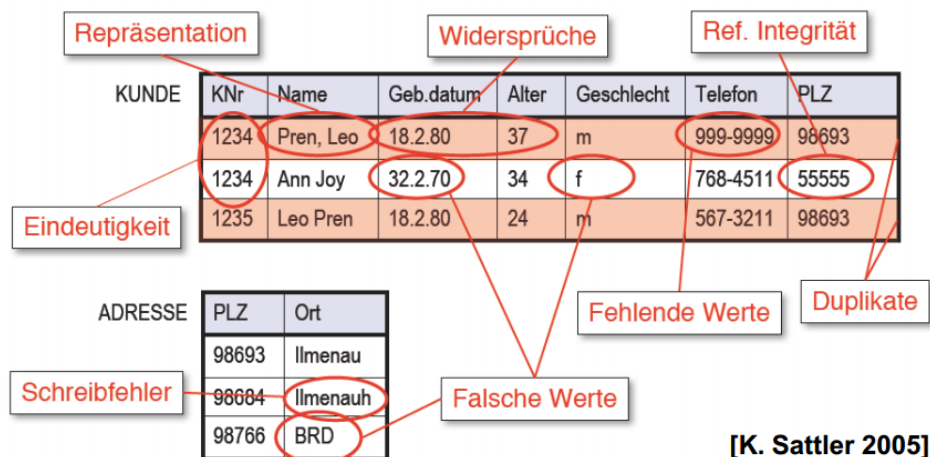 Repräsentation
Widersprüche
Ref. Integrität
KUNDE
KNr Name Geb.datum Alter Geschlecht Telefon PLZ
1234 Pren, Leo 18.2.80 37 m 999-9999 98693
1234 Ann Joy 32.2.70 34 f 768-4511 55555
1235 Leo Pren 18.2.80 24 m 567-3211 98693
Eindeutigkeit
Fehlende Werte
Duplikate
ADRESSE
PLZ Ort
98693 Ilmenau
98684 Ilmenauh
98766 BRD
Schreibfehler
Falsche Werte
[K. Sattler 2005]